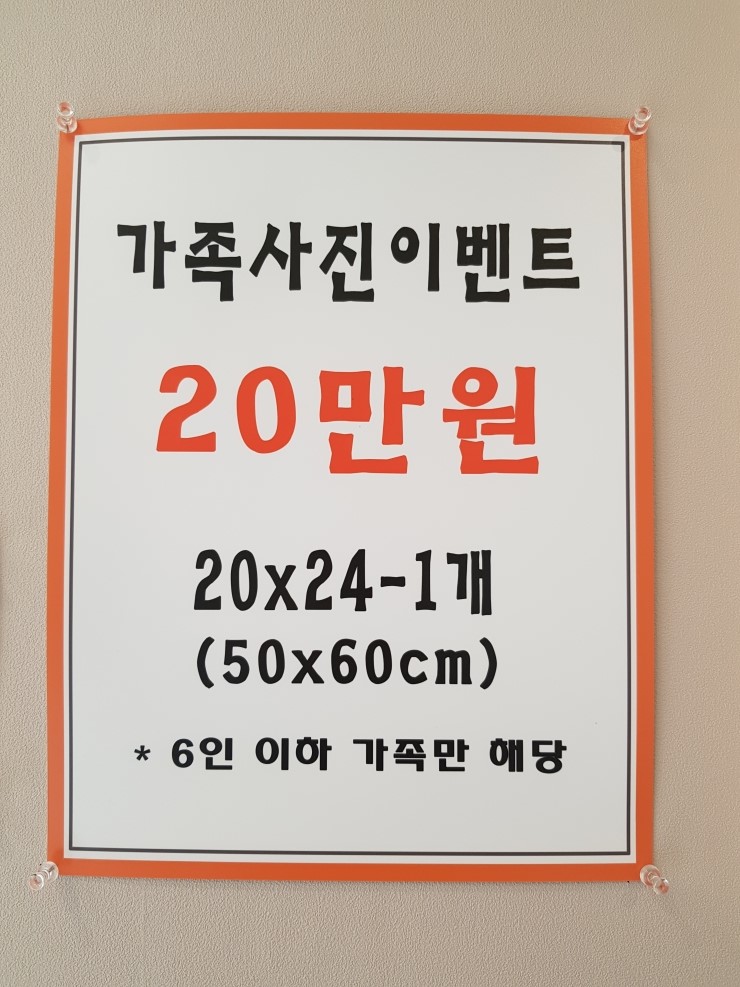 가족사진이벤트
20만원
20x24-1개
(50x60cm)
* 6인 이하 가족만 해당